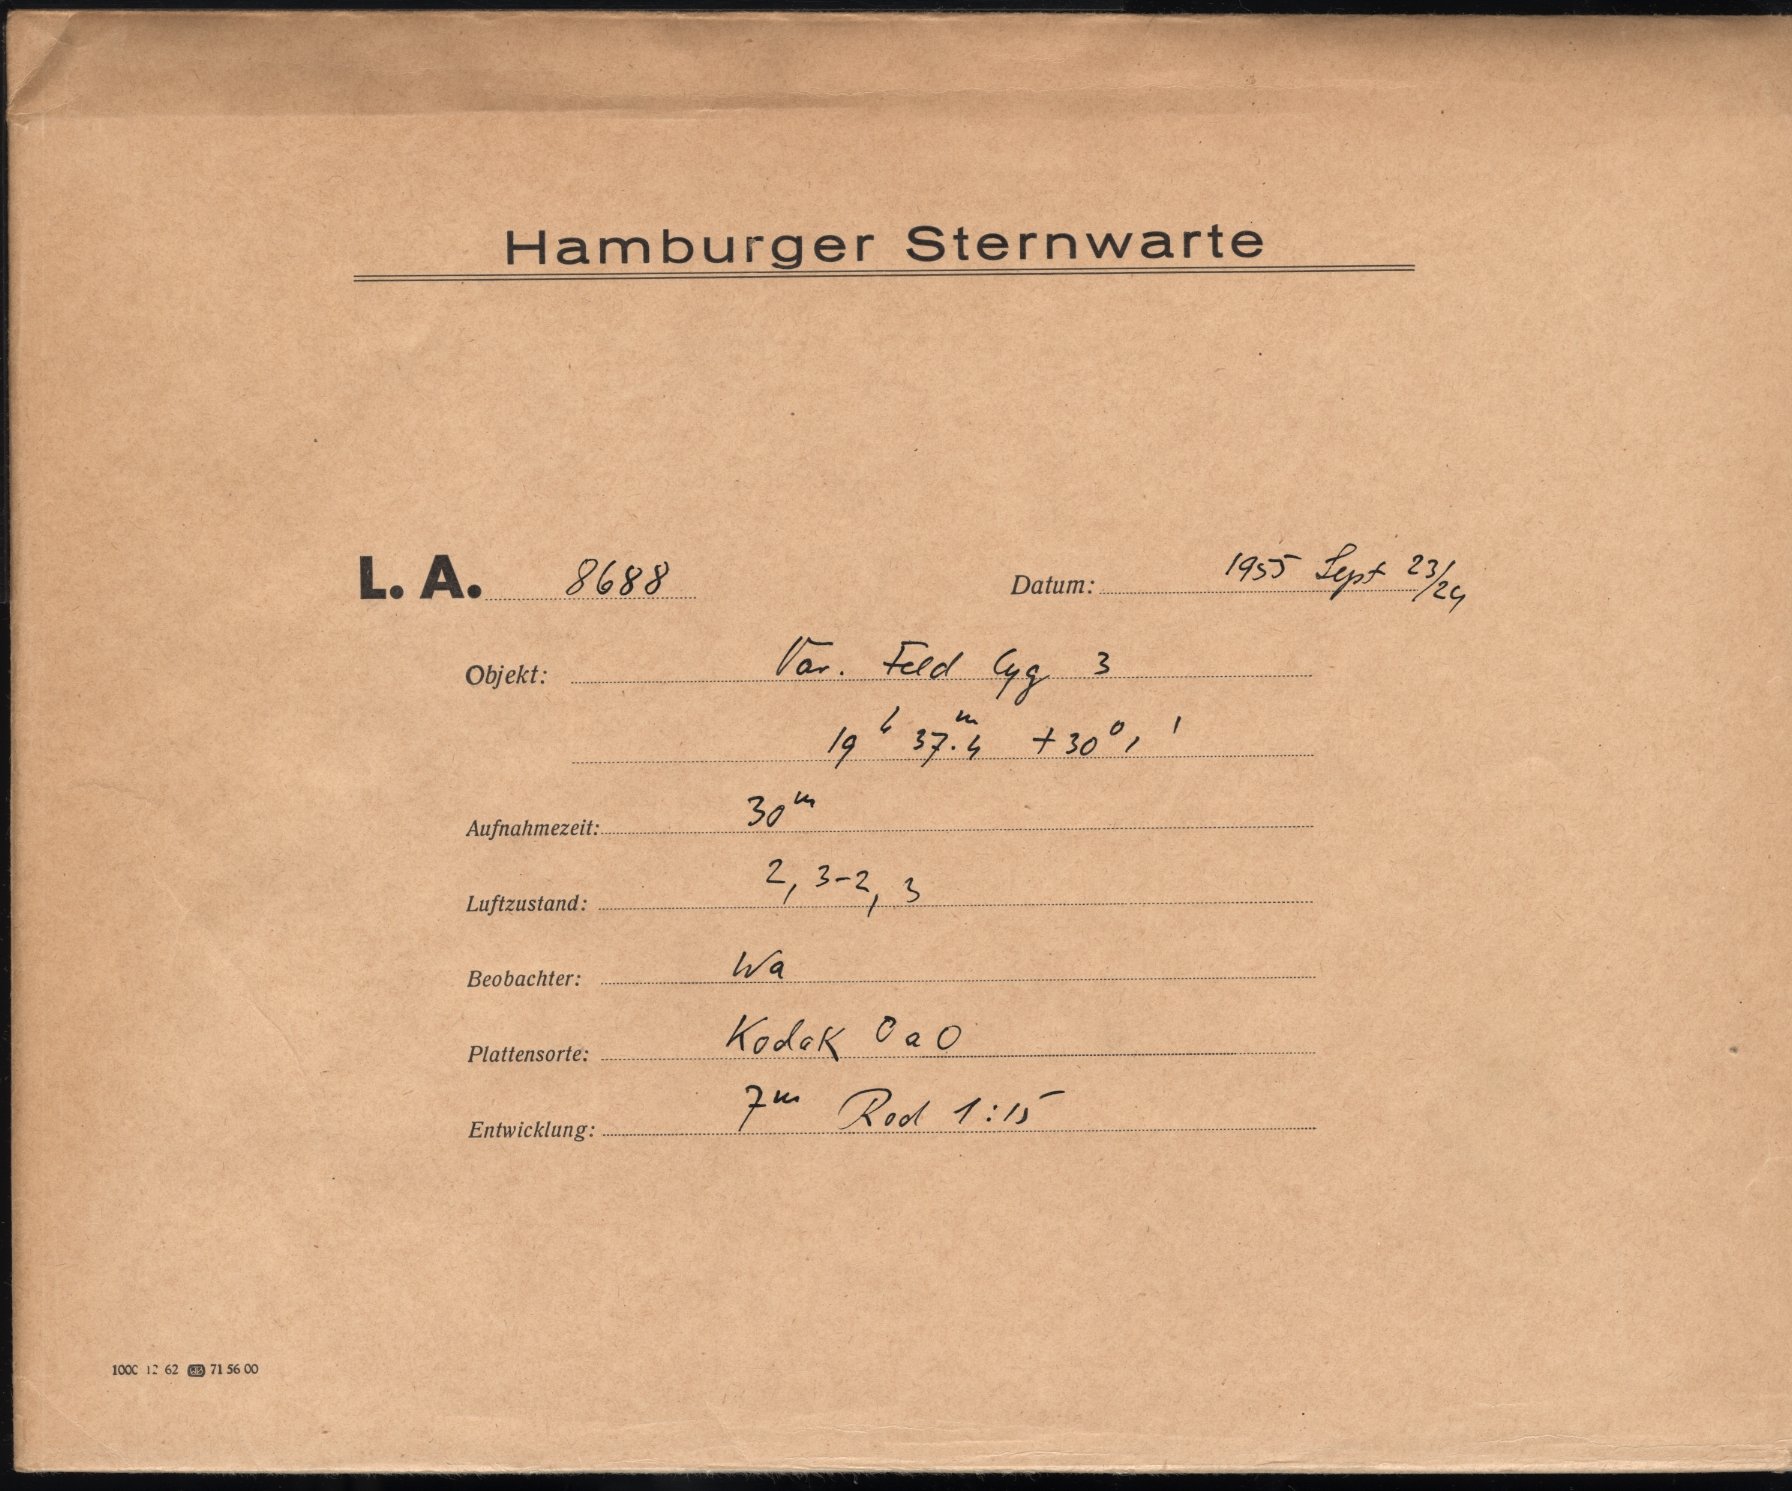 Hamburger Sternwarte
L. A. 8688 Datum: 1955 Sept 23/24
Objekt: Var. Feld Cyg 3
19ʰ 37.4ᵐ +30° 1'
Aufnahmezeit: 30ᵐ
Luftzustand: 2, 3-2, 3
Beobachter: Wa
Plattensorte: Kodak OaO
Entwicklung: 7ᵐ Rod 1:15
1000 12 62 71 56 00